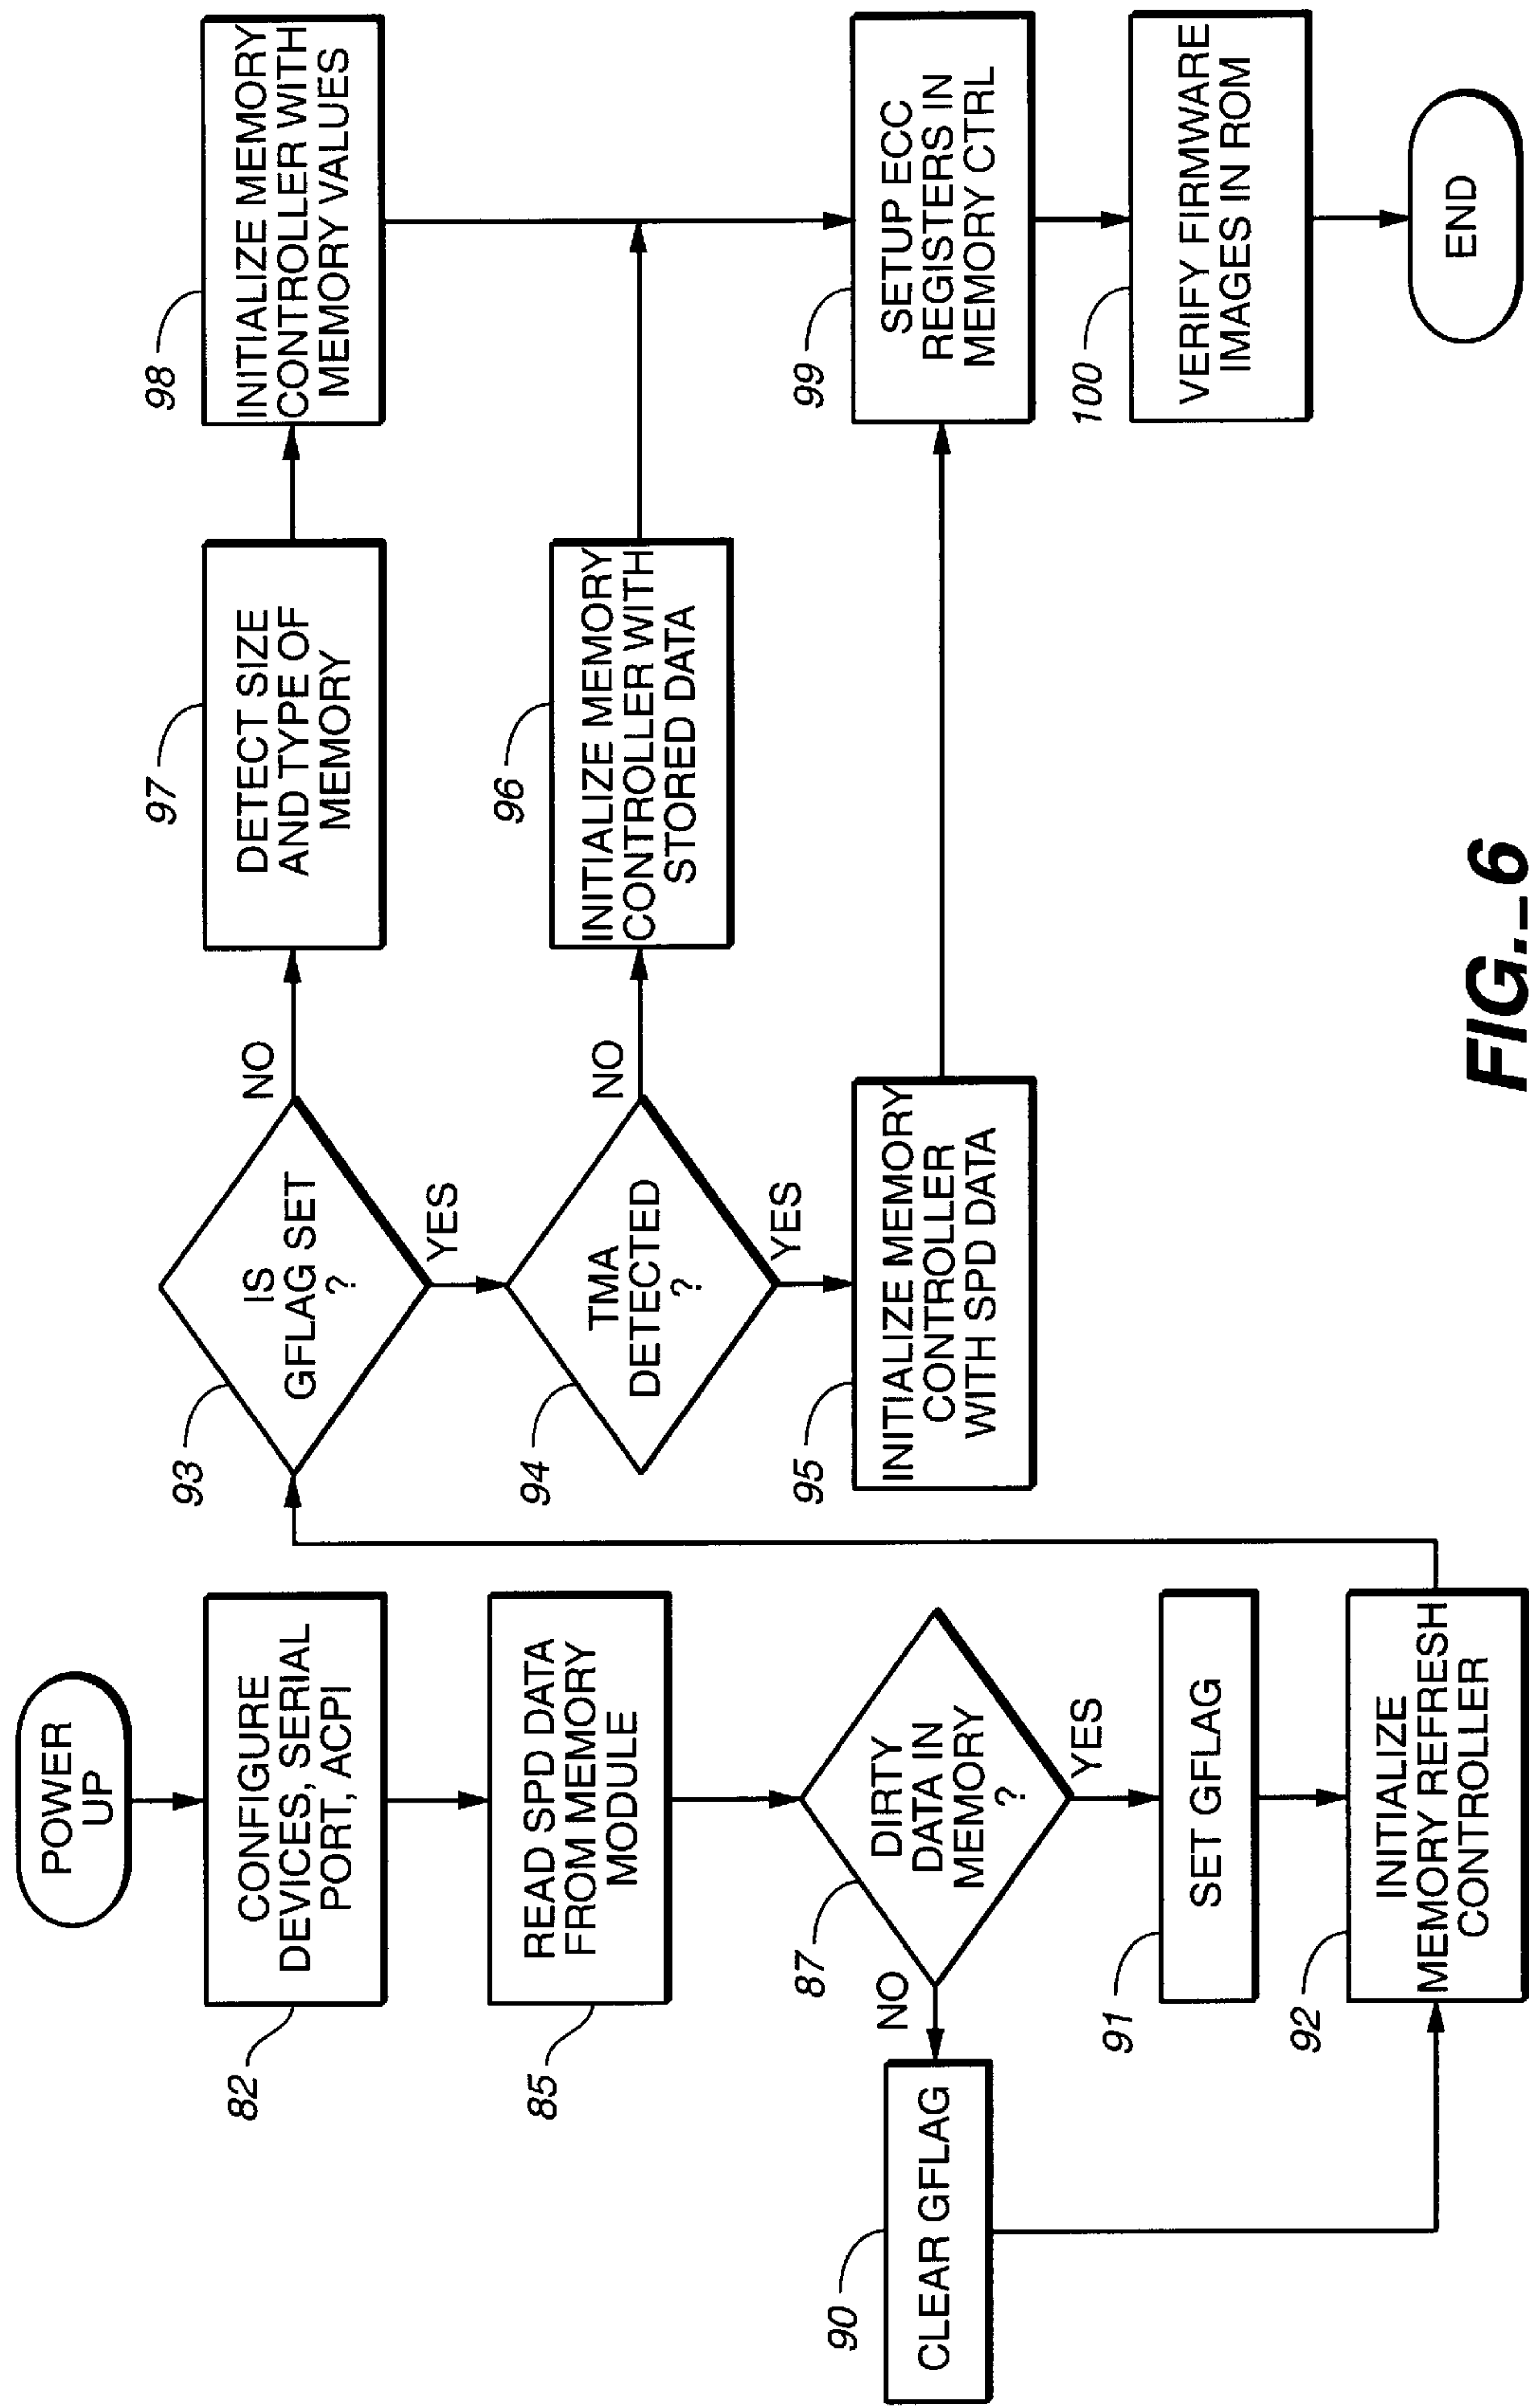 POWER
UP
82
CONFIGURE
DEVICES, SERIAL
PORT, ACPI
85
READ SPD DATA
FROM MEMORY
MODULE
87
DIRTY
DATA IN
MEMORY
?
NO
YES
90
CLEAR GFLAG
91
SET GFLAG
92
INITIALIZE
MEMORY REFRESH
CONTROLLER
93
IS
GFLAG SET
?
NO
YES
94
TMA
DETECTED
?
NO
YES
95
INITIALIZE MEMORY
CONTROLLER
WITH SPD DATA
96
INITIALIZE MEMORY
CONTROLLER WITH
STORED DATA
97
DETECT SIZE
AND TYPE OF
MEMORY
98
INITIALIZE MEMORY
CONTROLLER WITH
MEMORY VALUES
99
SETUP ECC
REGISTERS IN
MEMORY CTRL
100
VERIFY FIRMWARE
IMAGES IN ROM
END
FIG._6